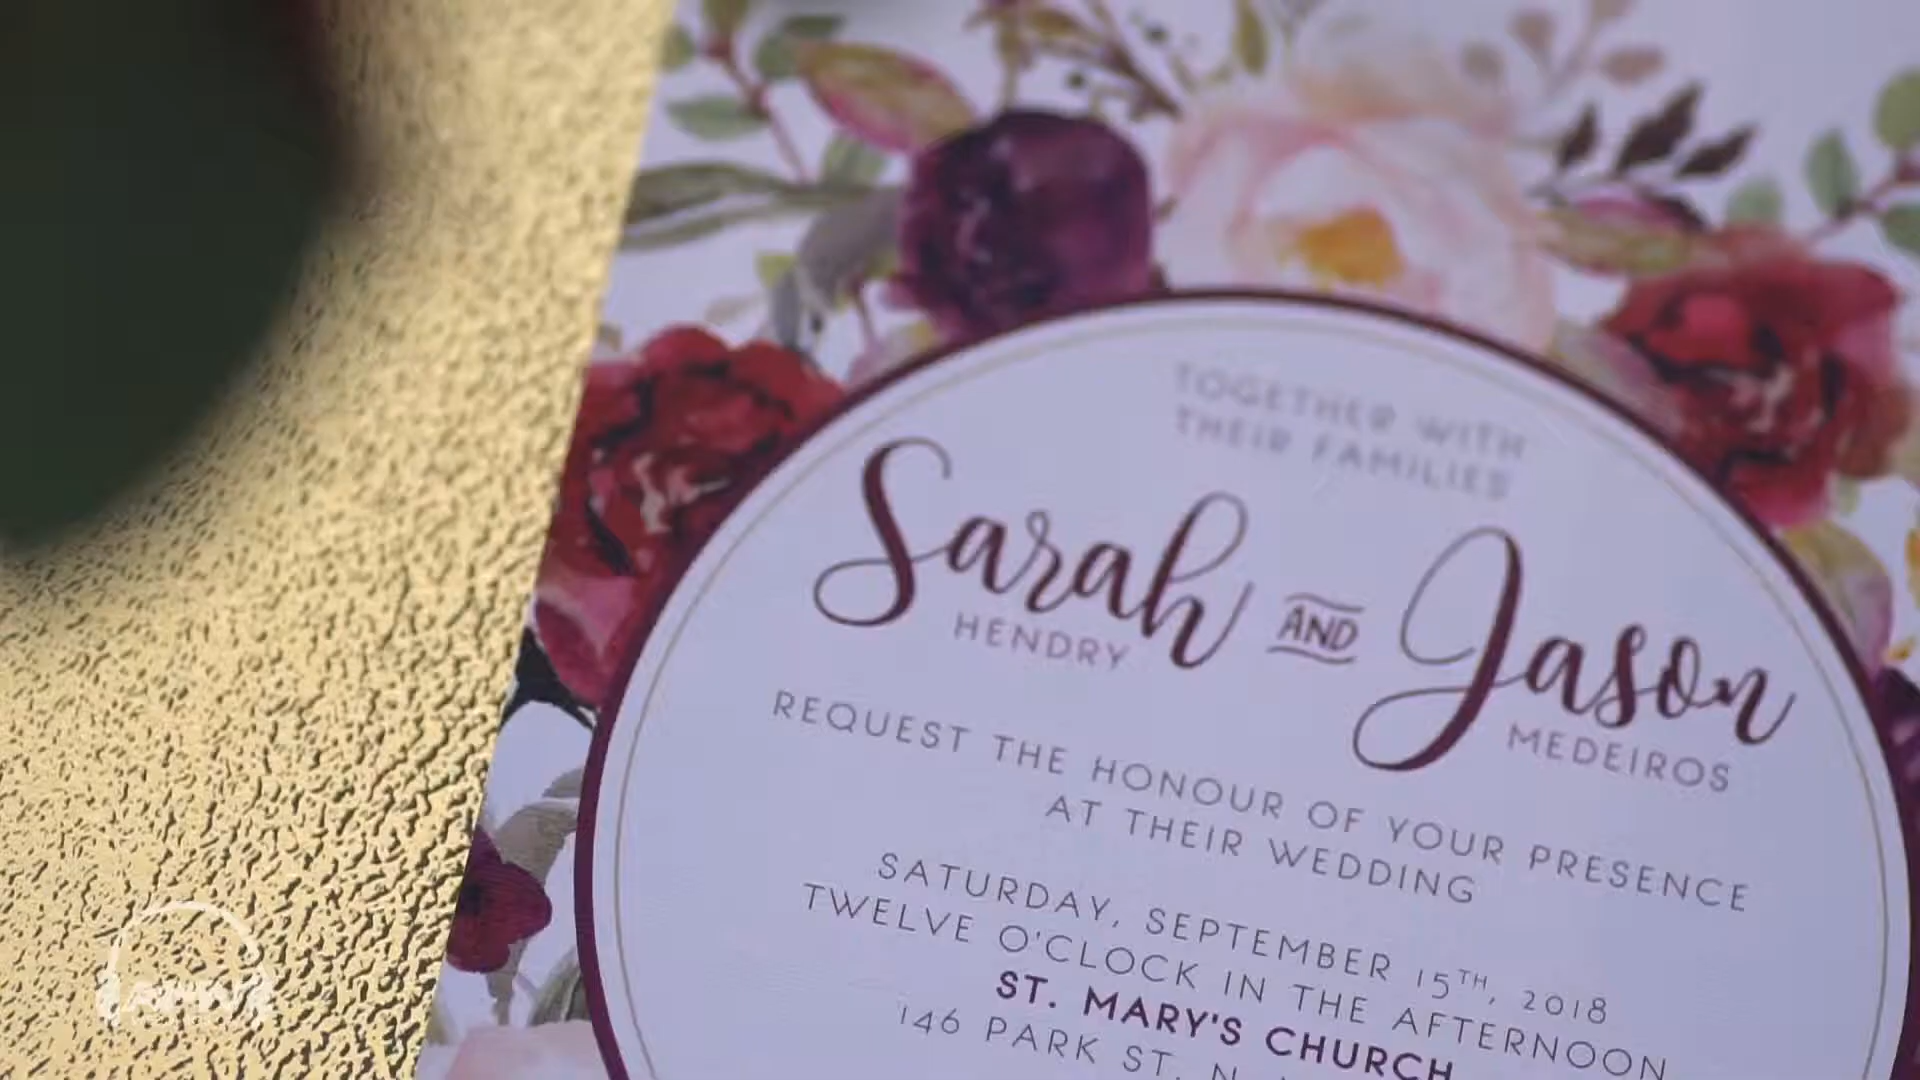 TOGETHER WITH
THEIR FAMILIES
Sarah AND Jason
HENDRY
MEDEIROS
REQUEST THE HONOUR OF YOUR PRESENCE
AT THEIR WEDDING
SATURDAY, SEPTEMBER 15TH, 2018
TWELVE O'CLOCK IN THE AFTERNOON
ST. MARY'S CHURCH
146 PARK ST. N